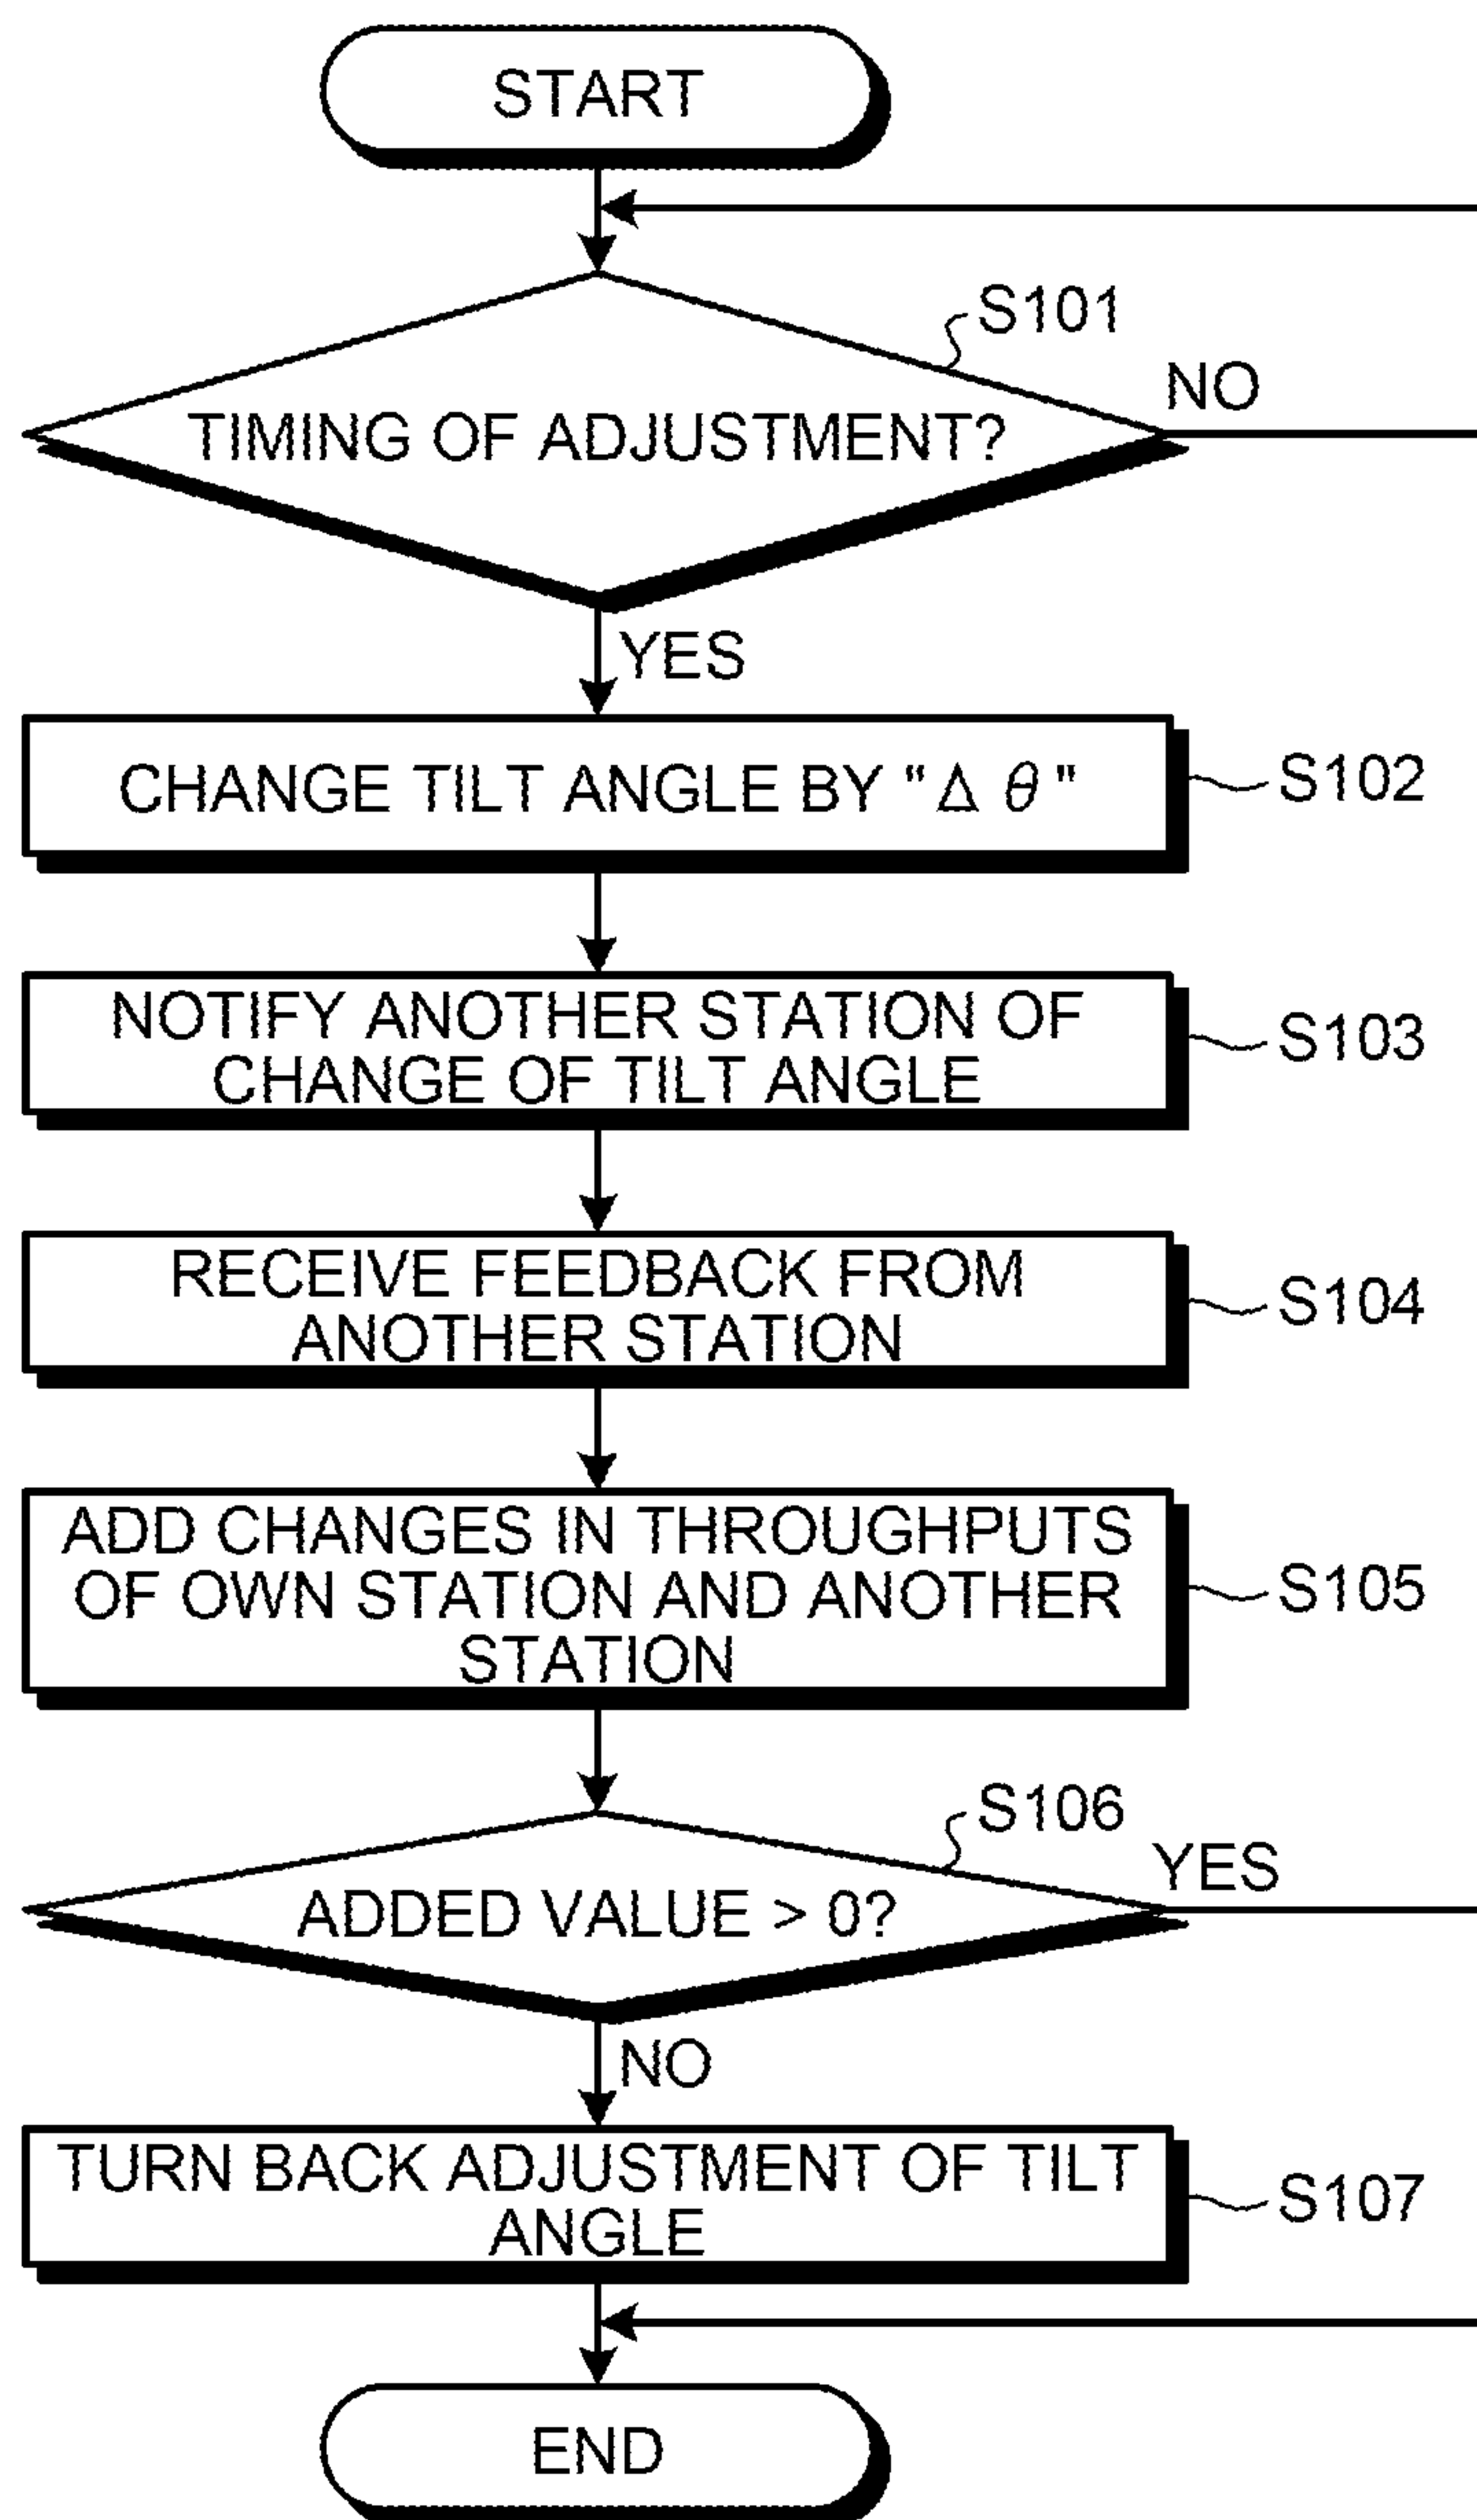 START
S101
NO
TIMING OF ADJUSTMENT?
YES
CHANGE TILT ANGLE BY "Δ θ"
S102
NOTIFY ANOTHER STATION OF
CHANGE OF TILT ANGLE
S103
RECEIVE FEEDBACK FROM
ANOTHER STATION
S104
ADD CHANGES IN THROUGHPUTS
OF OWN STATION AND ANOTHER
STATION
S105
S106
YES
ADDED VALUE > 0?
NO
TURN BACK ADJUSTMENT OF TILT
ANGLE
S107
END